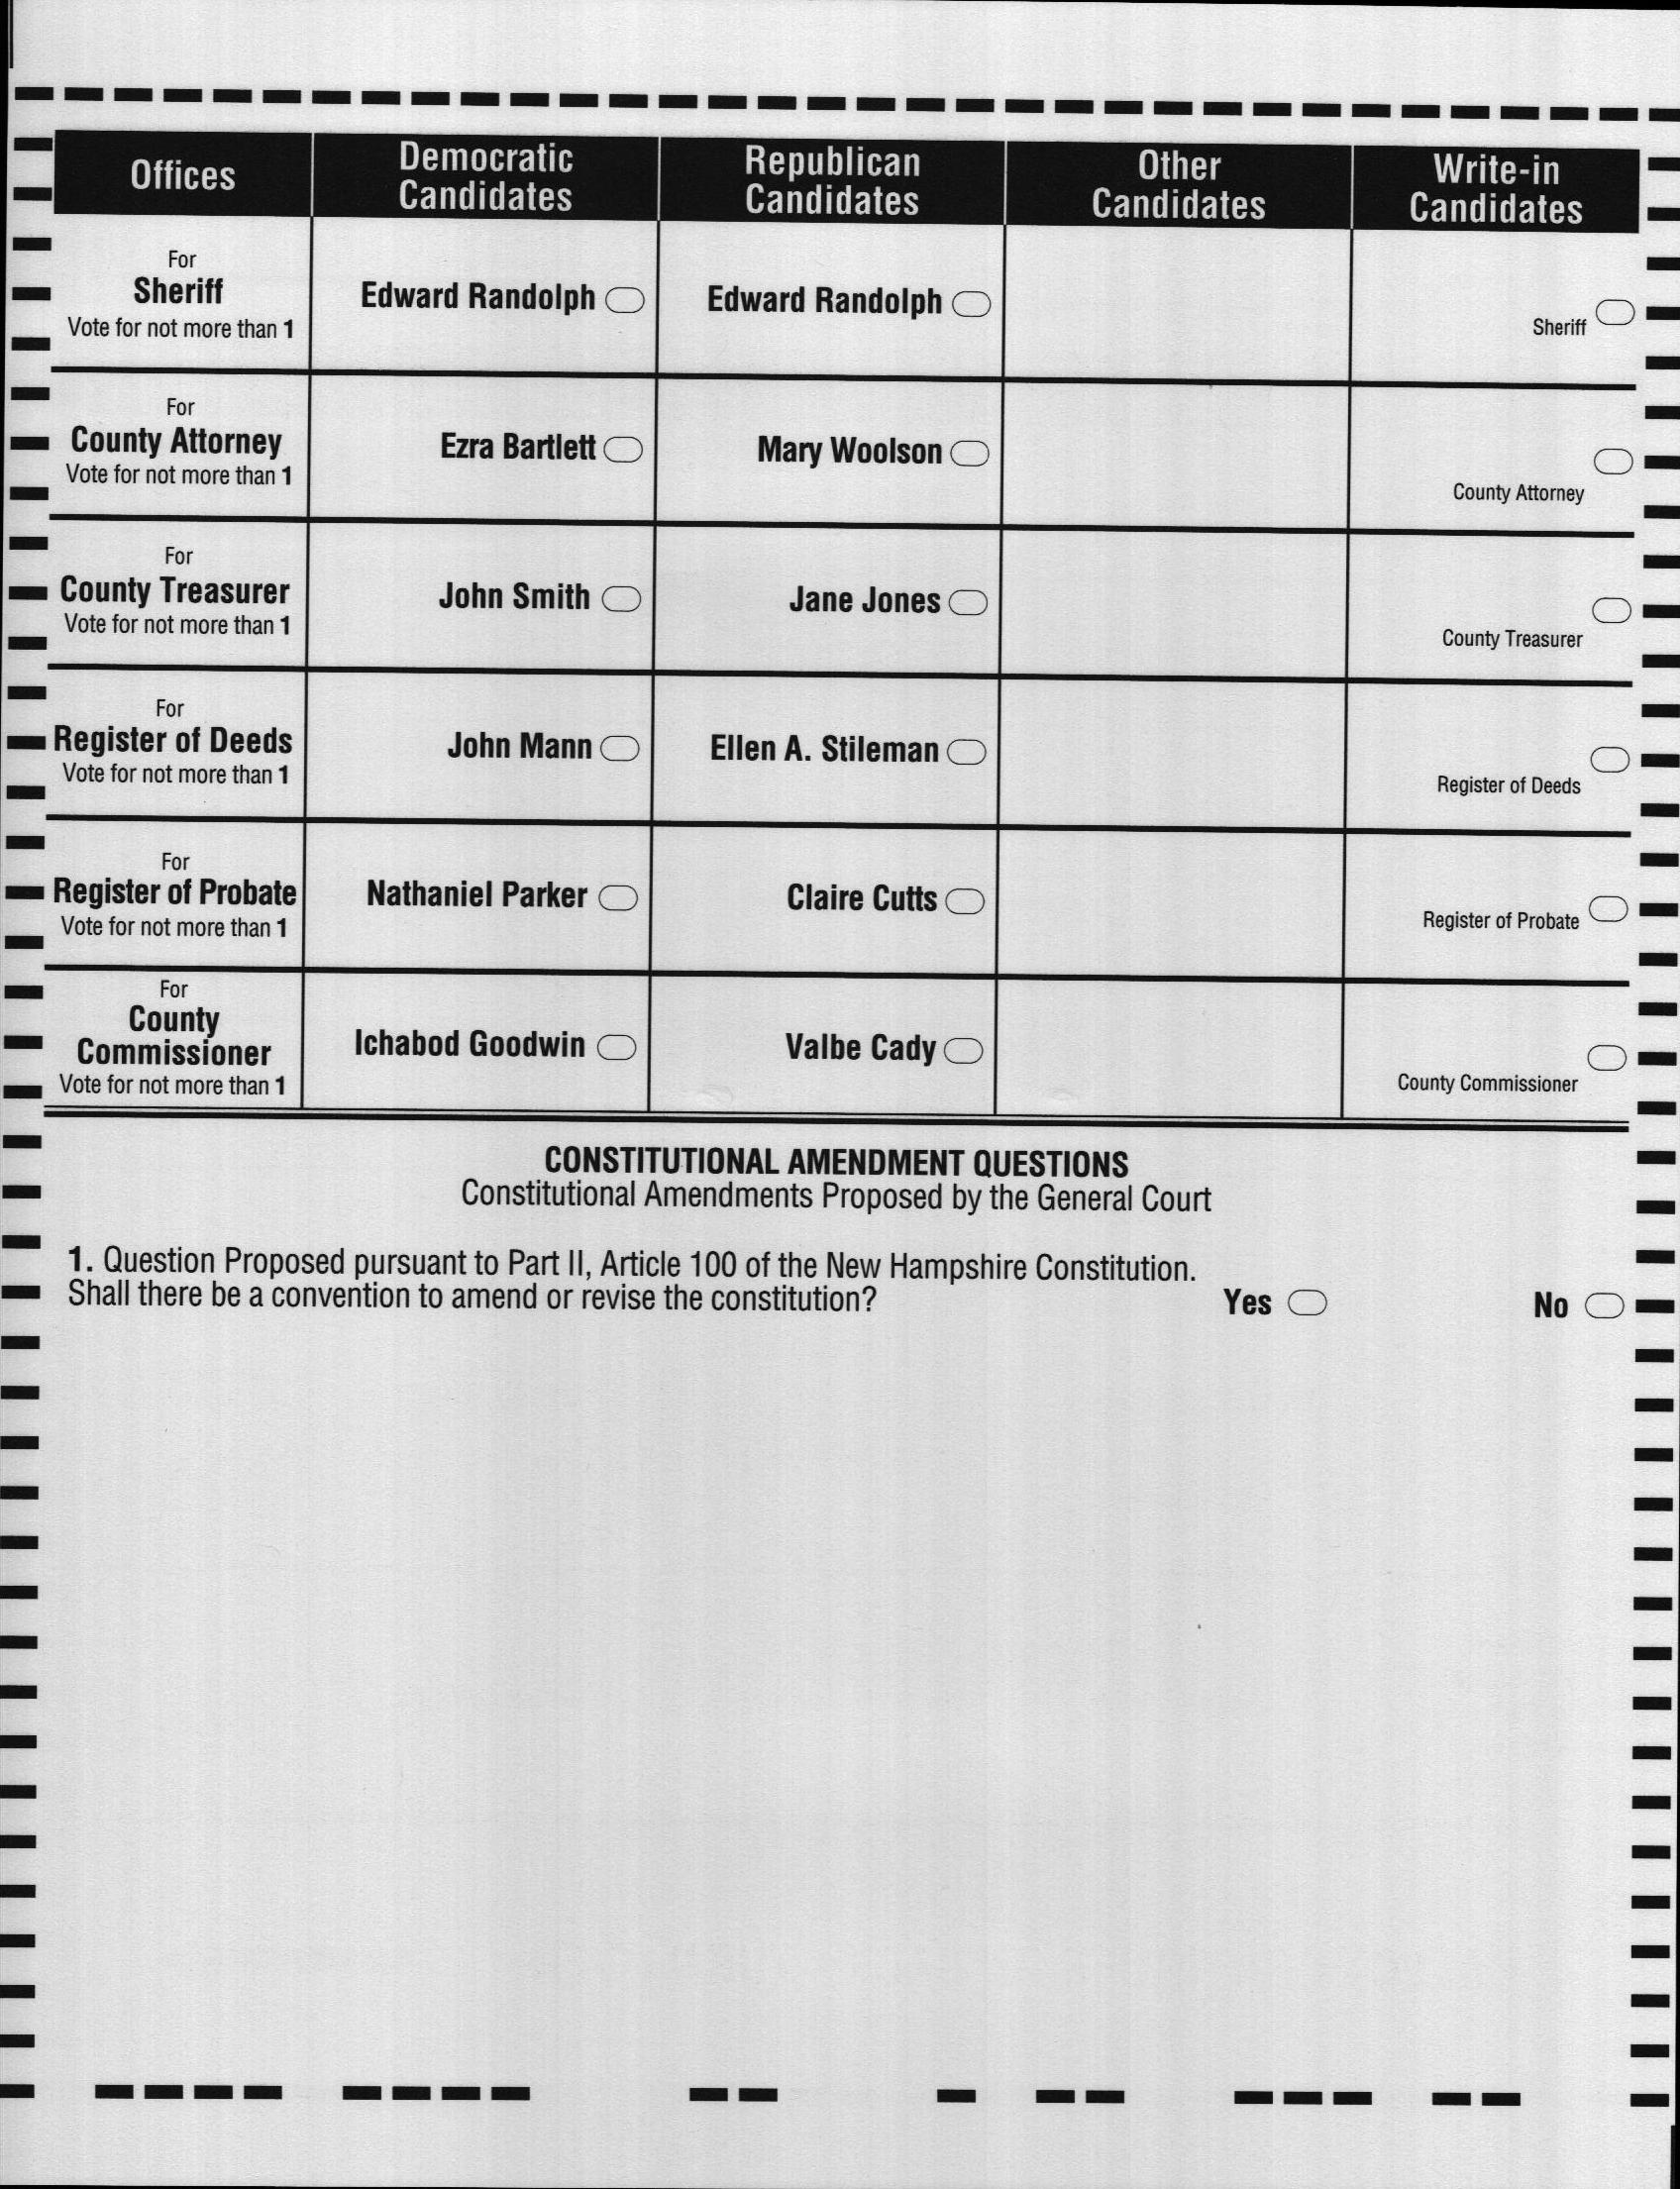 Offices
Democratic
Candidates
Republican
Candidates
Other
Candidates
Write-in
Candidates
For
Sheriff
Vote for not more than 1
Edward Randolph
Edward Randolph
Sheriff
For
County Attorney
Vote for not more than 1
Ezra Bartlett
Mary Woolson
County Attorney
For
County Treasurer
Vote for not more than 1
John Smith
Jane Jones
County Treasurer
For
Register of Deeds
Vote for not more than 1
John Mann
Ellen A. Stileman
Register of Deeds
For
Register of Probate
Vote for not more than 1
Nathaniel Parker
Claire Cutts
Register of Probate
For
County
Commissioner
Vote for not more than 1
Ichabod Goodwin
Valbe Cady
County Commissioner
CONSTITUTIONAL AMENDMENT QUESTIONS
Constitutional Amendments Proposed by the General Court
1. Question Proposed pursuant to Part II, Article 100 of the New Hampshire Constitution.
Shall there be a convention to amend or revise the constitution?
Yes
No